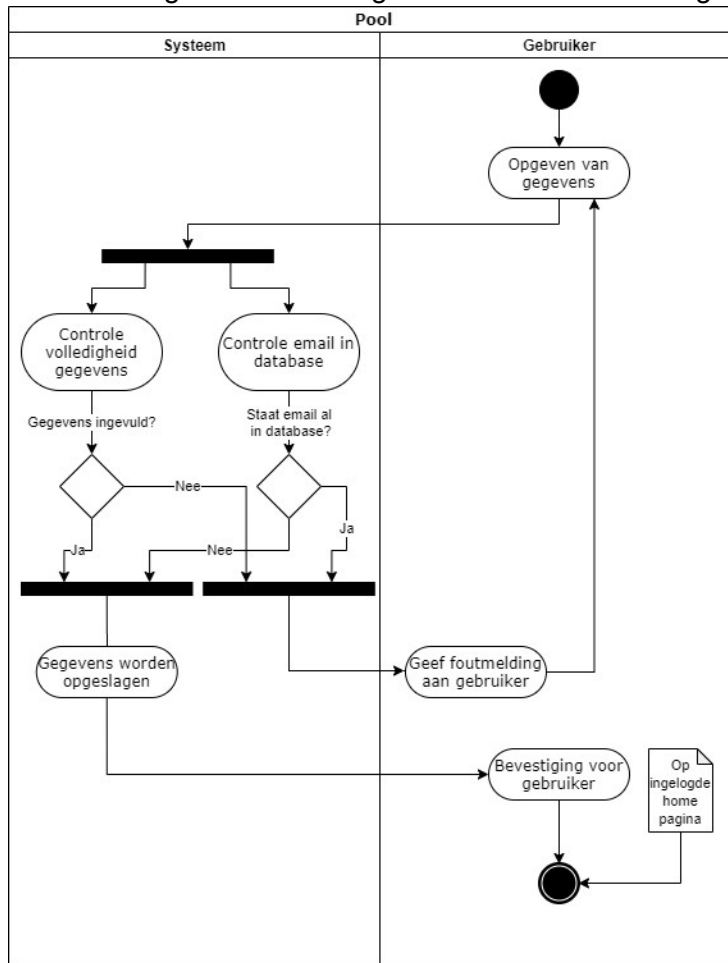 Pool
Systeem
Gebruiker
Opgeven van
gegevens
Controle
volledigheid
gegevens
Controle email in
database
Gegevens ingevuld?
Staat email al
in database?
Nee
Ja
Ja
Nee
Gegevens worden
opgeslagen
Geef foutmelding
aan gebruiker
Bevestiging voor
gebruiker
Op
ingelogde
home
pagina